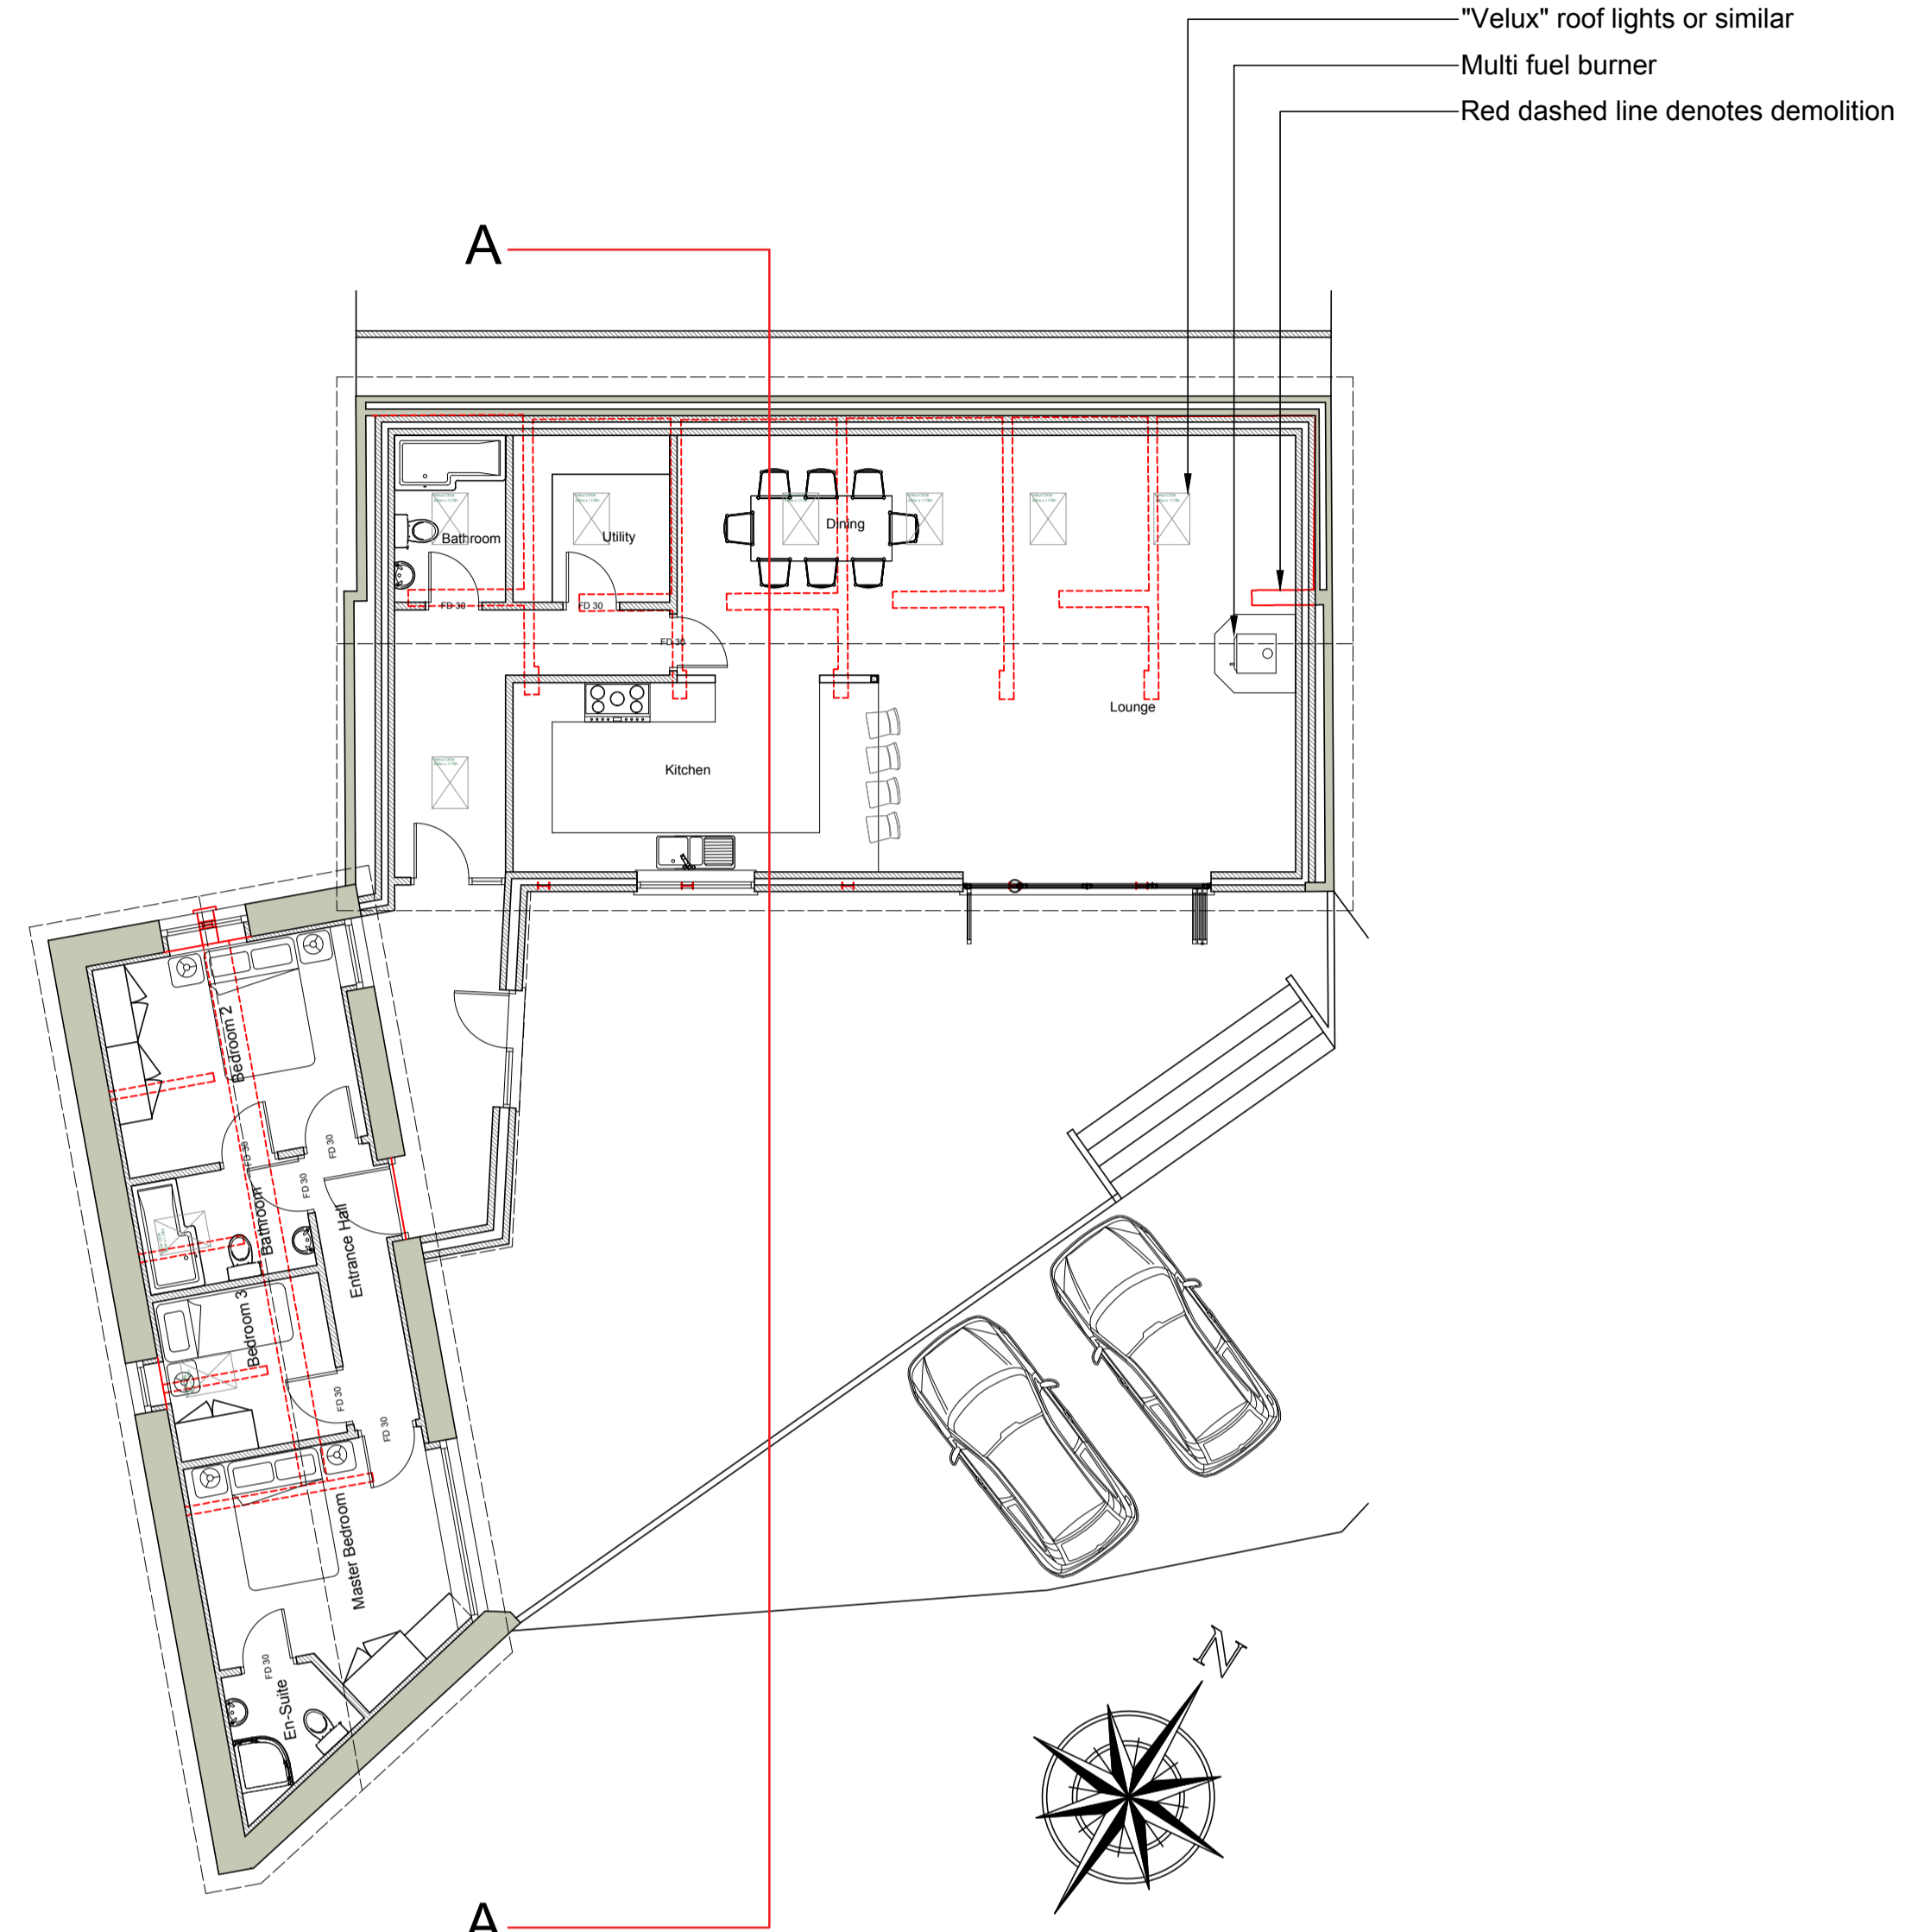 "Velux" roof lights or similar
Multi fuel burner
Red dashed line denotes demolition
A
Bathroom
Utility
Dining
FD 30
FD 30
FD 30
Lounge
Kitchen
Bedroom 2
FD 30
FD 30
FD 30
Bathroom
Entrance Hall
Bedroom 3
FD 30
FD 30
Master Bedroom
FD 30
En-Suite
N
A